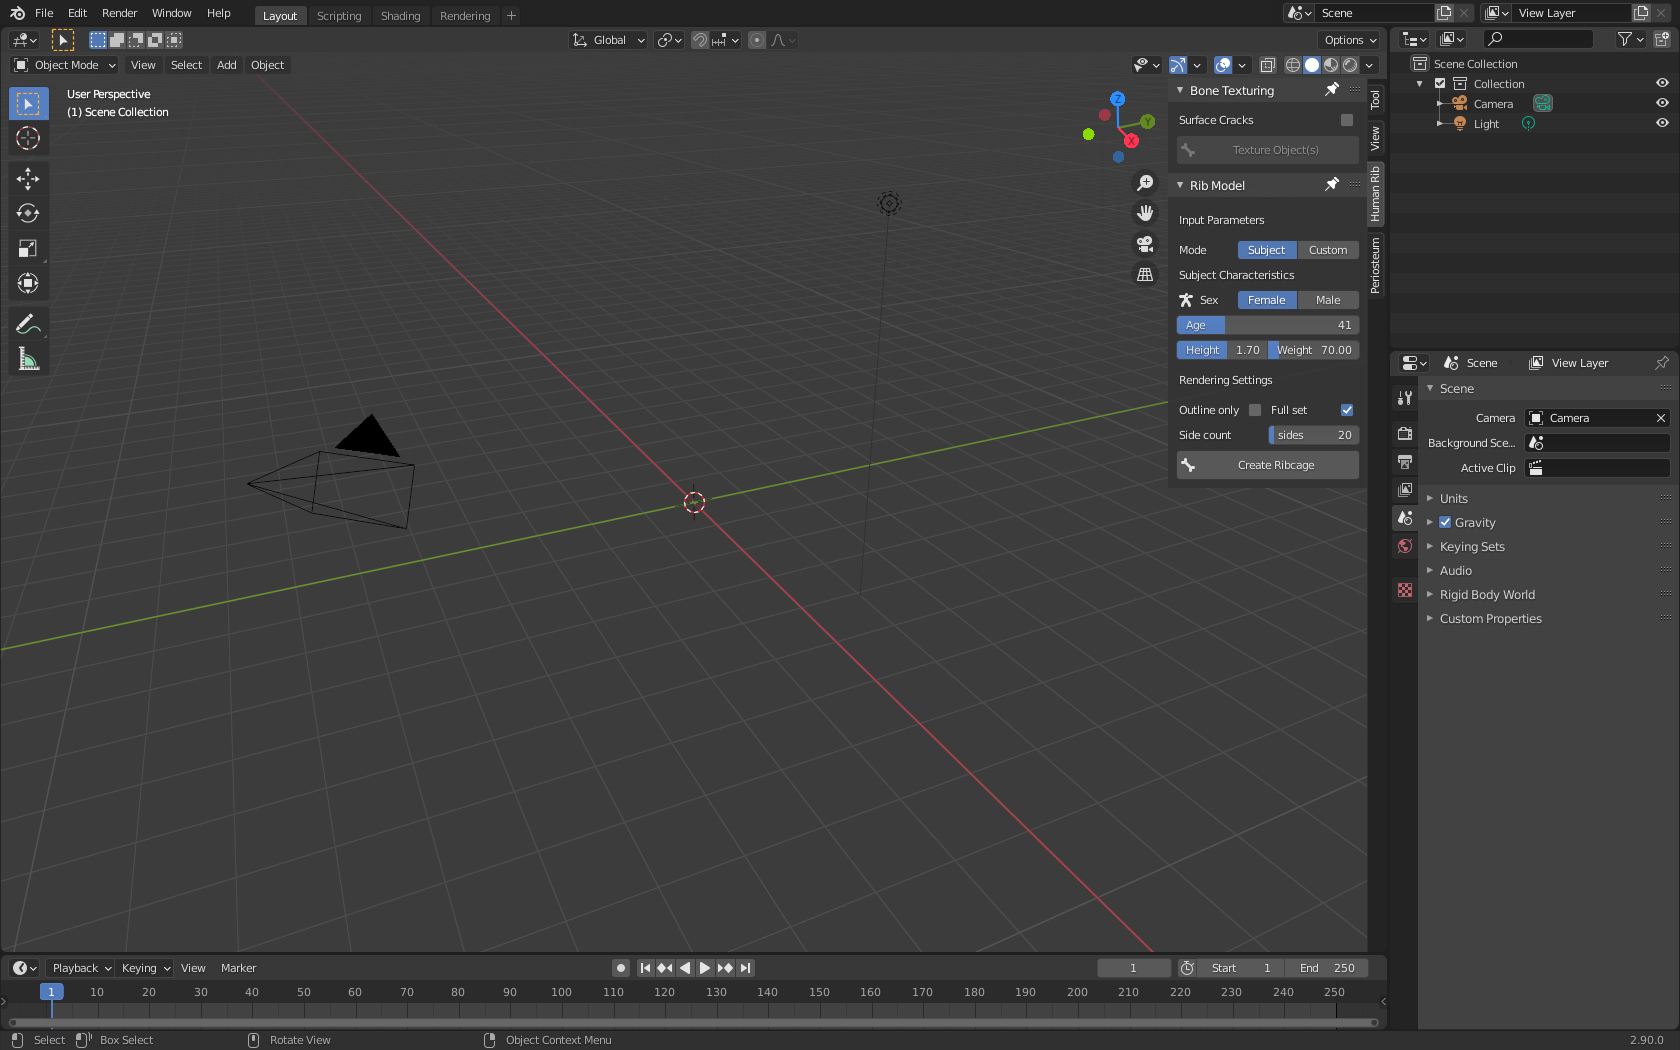 File Edit Render Window Help
Layout Scripting Shading Rendering +
Scene
View Layer
Global
Options
Object Mode View Select Add Object
User Perspective
(1) Scene Collection
Z
Y
X
Bone Texturing
Surface Cracks
Texture Object(s)
Rib Model
Input Parameters
Mode Subject Custom
Subject Characteristics
Sex Female Male
Age 41
Height 1.70 Weight 70.00
Rendering Settings
Outline only Full set
Side count sides 20
Create Ribcage
Tool
View
Human Rib
Periosteum
Scene Collection
Collection
Camera
Light
Scene View Layer
Scene
Camera Camera
Background Sce...
Active Clip
Units
Gravity
Keying Sets
Audio
Rigid Body World
Custom Properties
Playback Keying View Marker
1 Start 1 End 250
1 10 20 30 40 50 60 70 80 90 100 110 120 130 140 150 160 170 180 190 200 210 220 230 240 250
Select Box Select Rotate View Object Context Menu 2.90.0